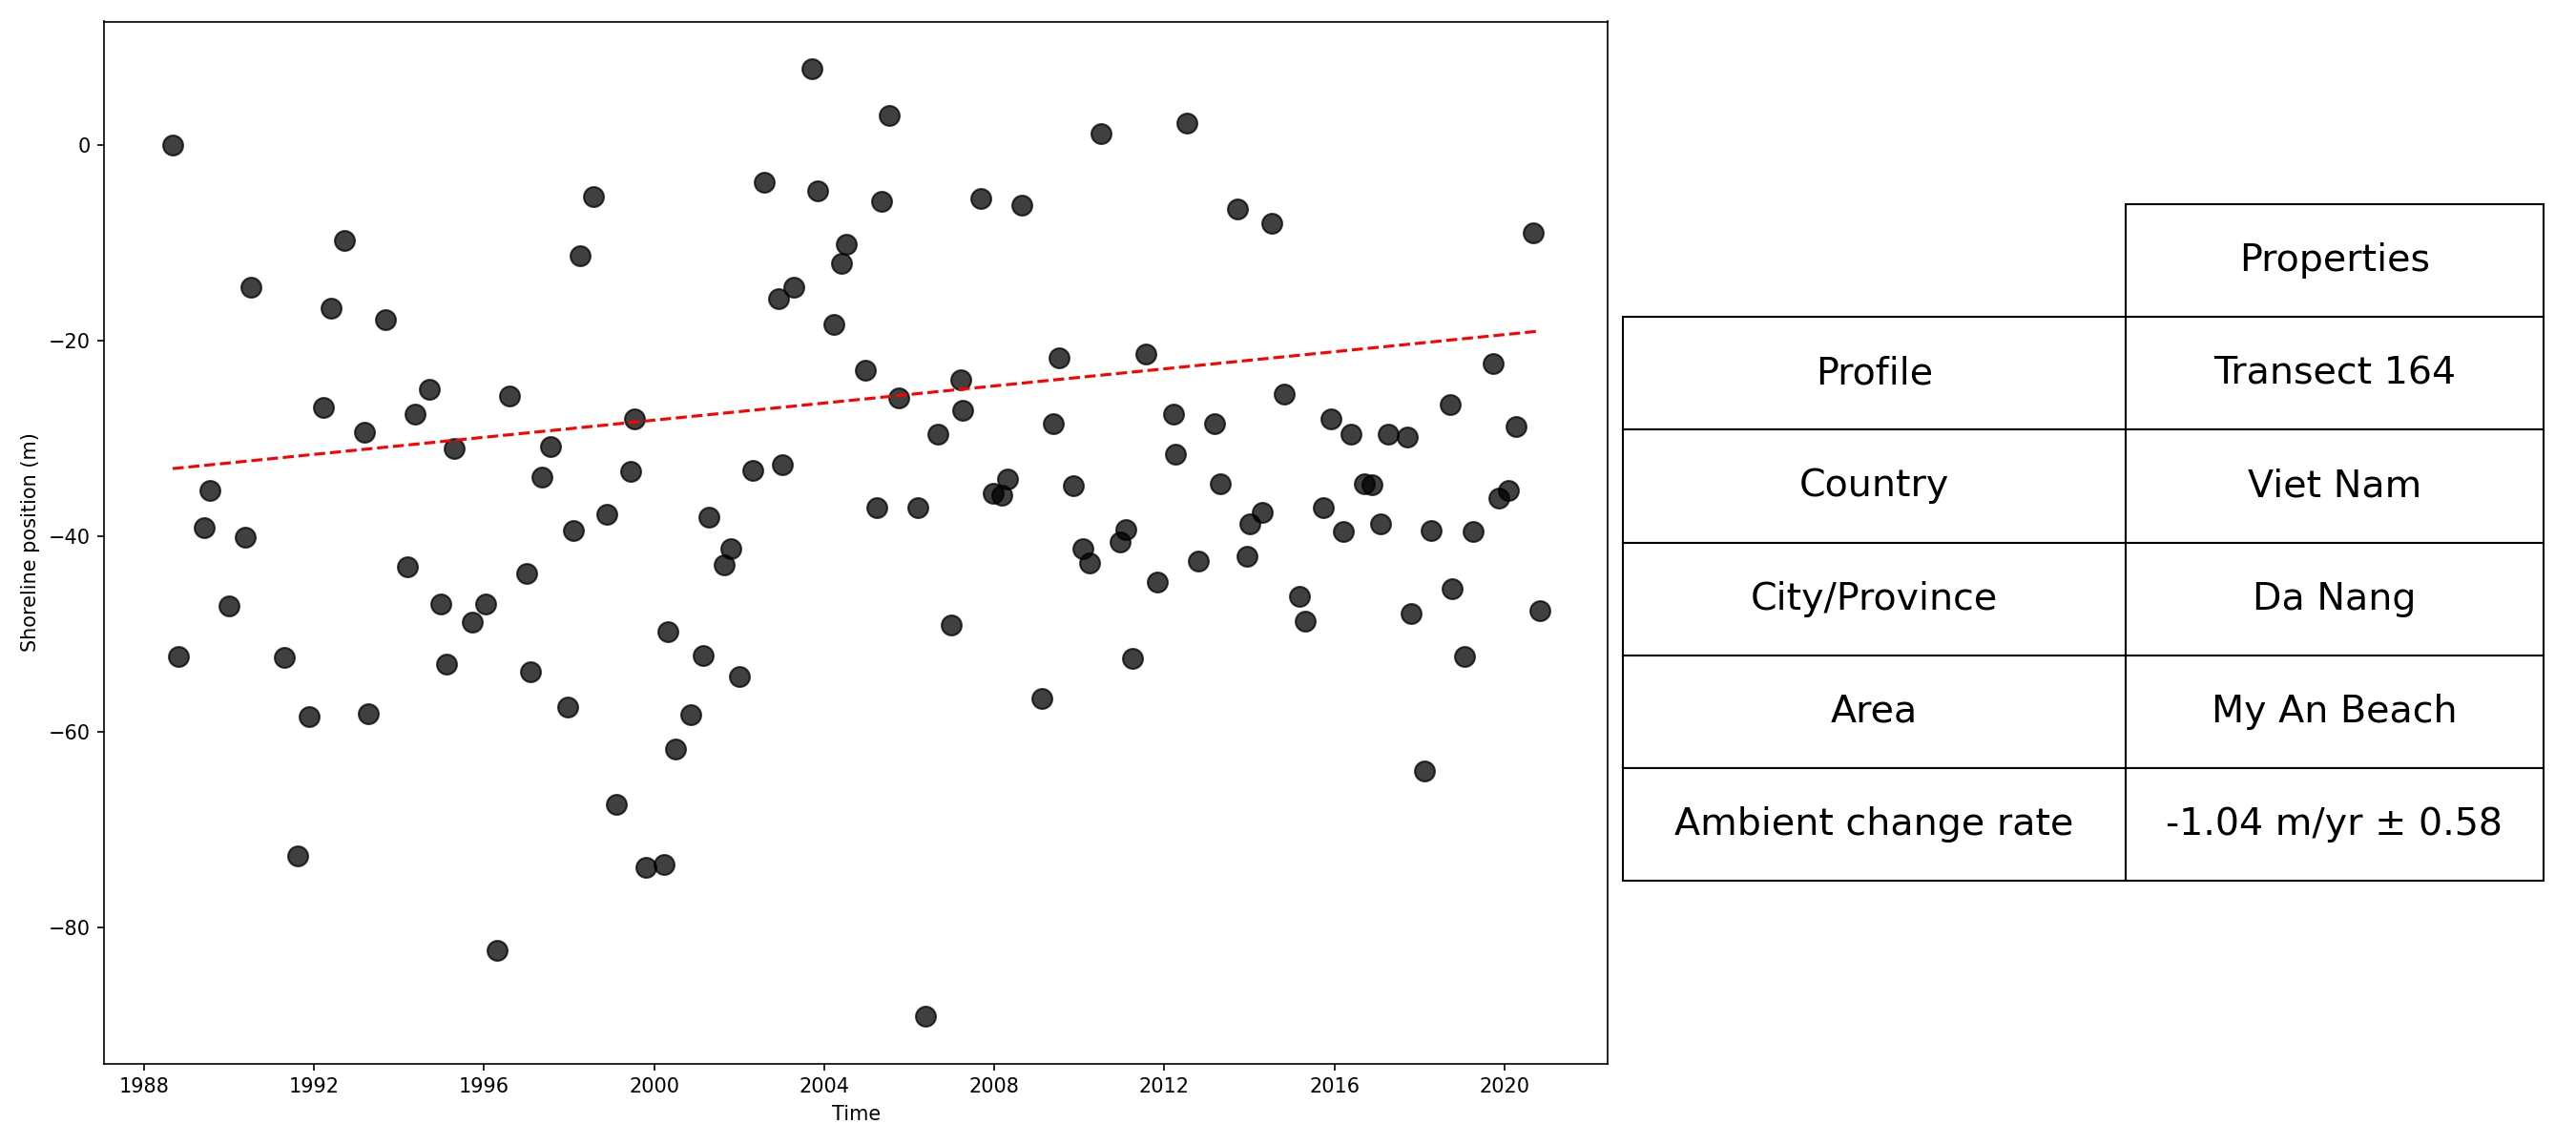 0
−20
−40
−60
−80
Shoreline position (m)
1988 1992 1996 2000 2004 2008 2012 2016 2020
Time
Properties
Profile Transect 164
Country Viet Nam
City/Province Da Nang
Area My An Beach
Ambient change rate -1.04 m/yr ± 0.58